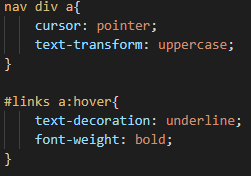 nav div a{
    cursor: pointer;
    text-transform: uppercase;
}

#links a:hover{
    text-decoration: underline;
    font-weight: bold;
}